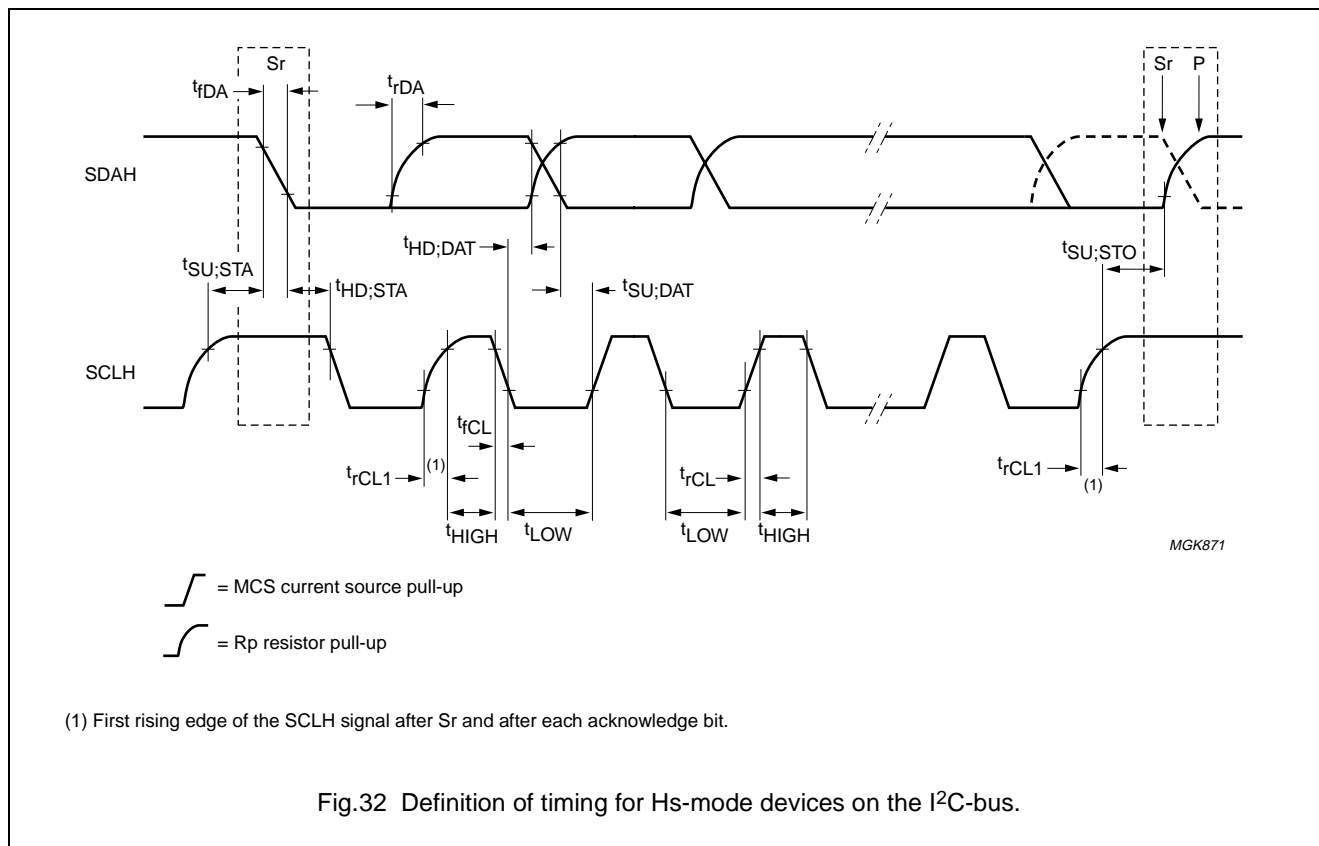 Sr
Sr P
tfDA
trDA
SDAH
tHD;DAT
tSU;STA
tSU;STO
tHD;STA
tSU;DAT
SCLH
tfCL
trCL1
(1)
trCL
trCL1
(1)
tHIGH
tLOW
tLOW
tHIGH
MGK871
= MCS current source pull-up
= Rp resistor pull-up
(1) First rising edge of the SCLH signal after Sr and after each acknowledge bit.
Fig.32 Definition of timing for Hs-mode devices on the I²C-bus.